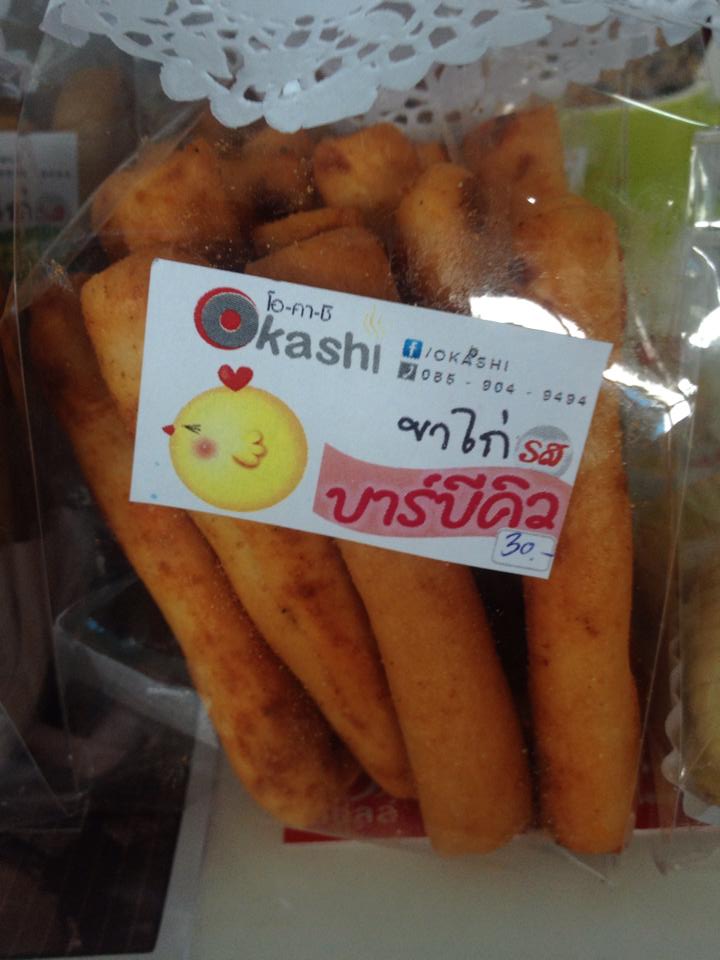 โอ-คา-ชิ
Okashi
/OKASHI
085 - 904 - 9494
ขาไก่ รส
บาร์บีคิว
30.-